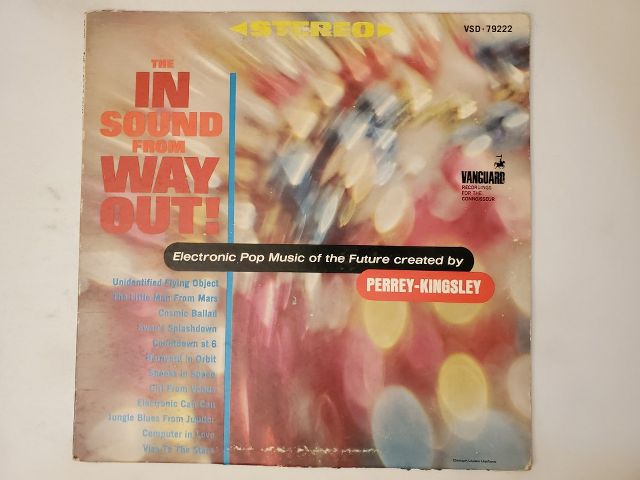 STEREO
VSD-79222
THE
IN
SOUND
FROM
WAY
OUT!
VANGUARD
RECORDINGS
FOR THE
CONNOISSEUR
Electronic Pop Music of the Future created by
PERREY-KINGSLEY
Unidentified Flying Object
The Little Man From Mars
Cosmic Ballad
Swan's Splashdown
Countdown at 6
Barnyard in Orbit
Spooks in Space
Girl From Venus
Electronic Can Can
Jungle Blues From Jupiter
Computer in Love
Visa To The Stars